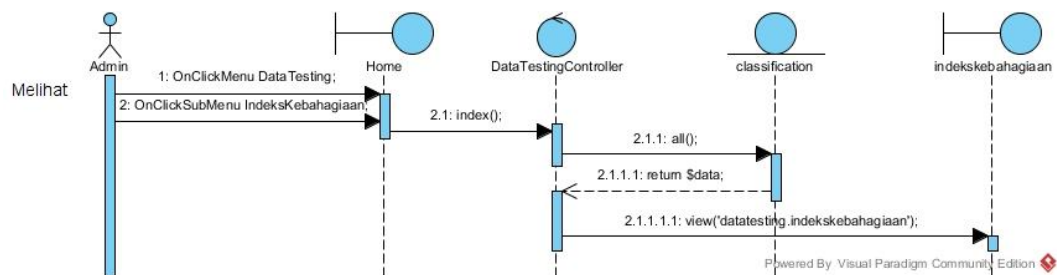 Admin
Home
DataTestingController
classification
indekskebahagiaan
Melihat
1: OnClickMenu DataTesting;
2: OnClickSubMenu IndeksKebahagiaan;
2.1: index();
2.1.1: all();
2.1.1.1: return $data;
2.1.1.1.1: view('datatesting.indekskebahagiaan');
Powered By Visual Paradigm Community Edition